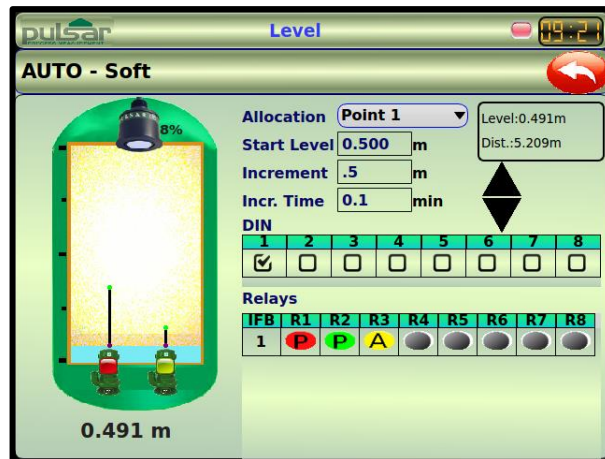 pulsar
Level
09:21
AUTO - Soft
8%
Allocation Point 1
Start Level 0.500 m
Increment .5 m
Incr. Time 0.1 min
Level:0.491m
Dist.:5.209m
DIN
1 2 3 4 5 6 7 8
Relays
IFB R1 R2 R3 R4 R5 R6 R7 R8
1 P P A
0.491 m